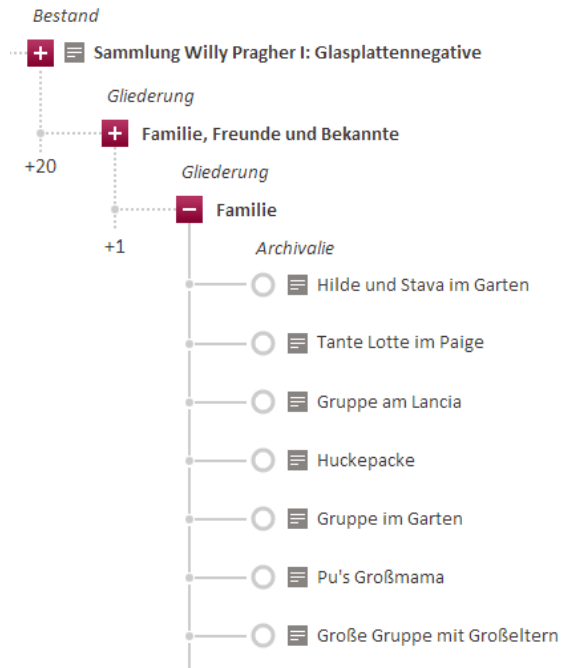 Bestand
Sammlung Willy Pragher I: Glasplattennegative
Gliederung
Familie, Freunde und Bekannte
+20
Gliederung
Familie
+1
Archivalie
Hilde und Stava im Garten
Tante Lotte im Paige
Gruppe am Lancia
Huckepacke
Gruppe im Garten
Pu's Großmama
Große Gruppe mit Großeltern